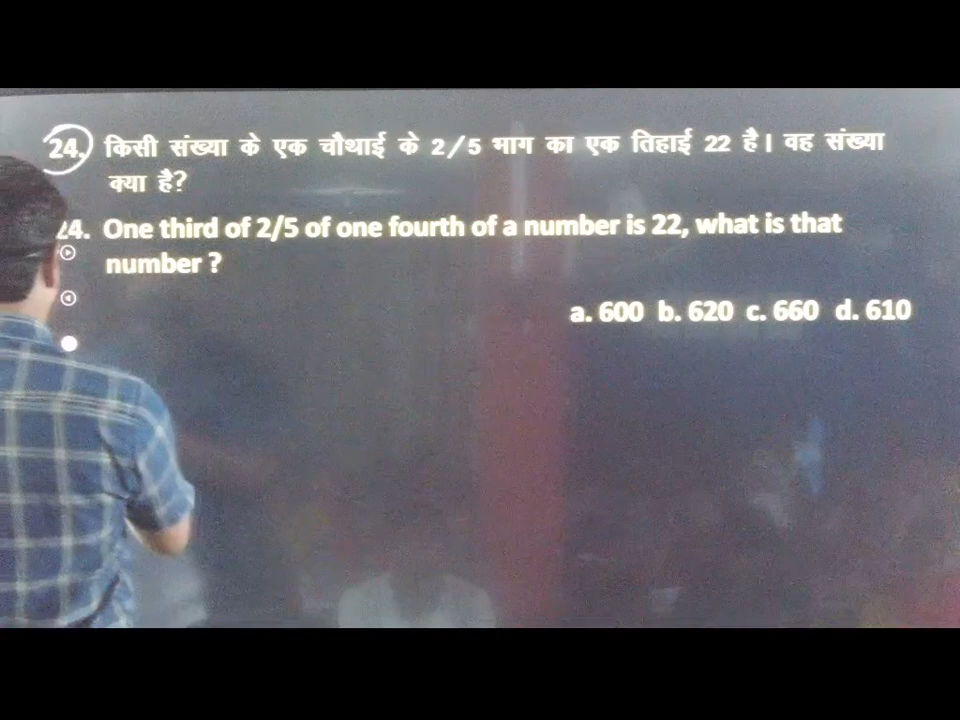 24. किसी संख्या के एक चौथाई के 2/5 भाग का एक तिहाई 22 है। वह संख्या
क्या है?
24. One third of 2/5 of one fourth of a number is 22, what is that
number ?
a. 600 b. 620 c. 660 d. 610